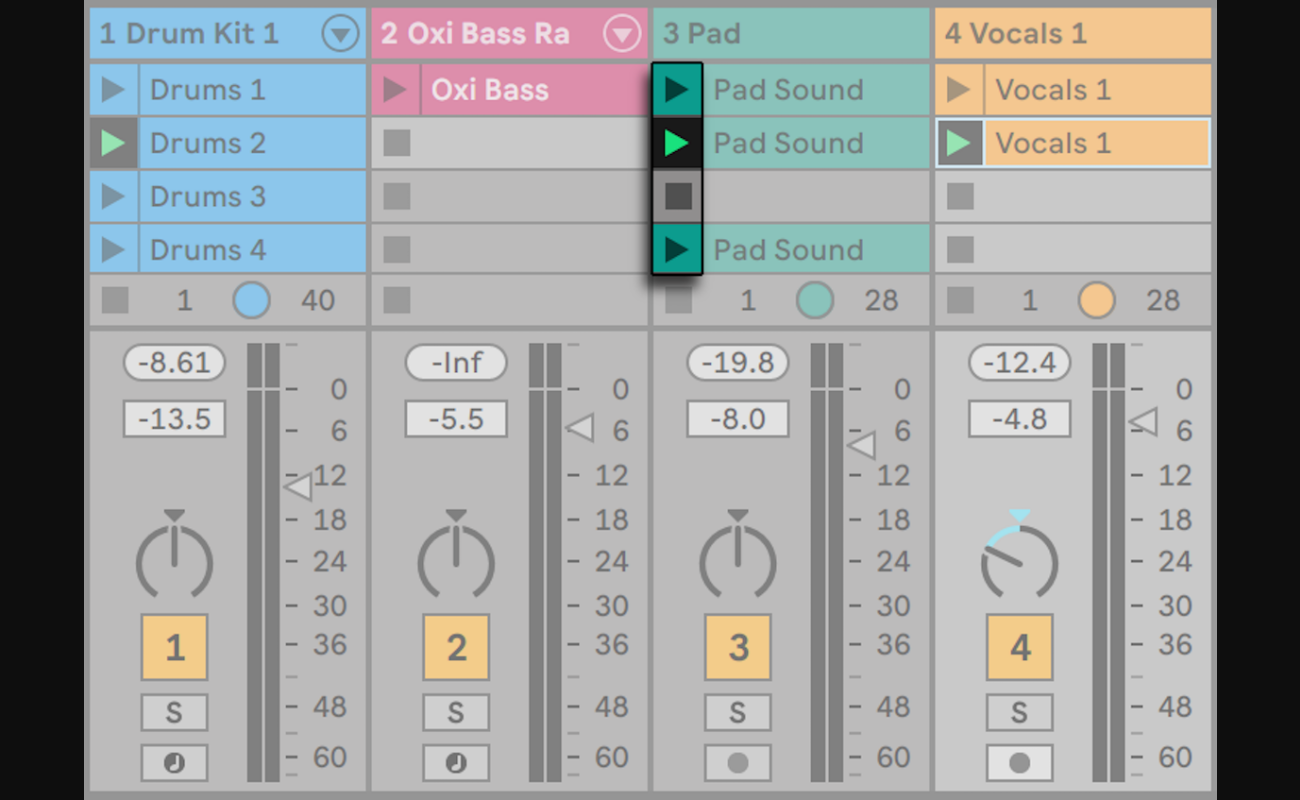 1 Drum Kit 1 2 Oxi Bass Ra 3 Pad 4 Vocals 1
Drums 1 Oxi Bass Pad Sound Vocals 1
Drums 2 Pad Sound Vocals 1
Drums 3
Drums 4 Pad Sound
1 40 1 28 1 28
-8.61 -Inf -19.8 -12.4
0 0 0 0
-13.5 -5.5 -8.0 -4.8
6 6 6 6
12 12 12 12
18 18 18 18
24 24 24 24
30 30 30 30
1 36 2 36 3 36 4 36
S 48 S 48 S 48 S 48
60 60 60 60